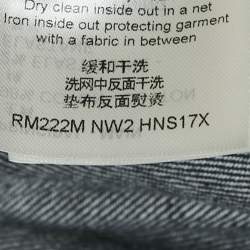 Dry clean inside out in a net
Iron inside out protecting garment
with a fabric in between
缓和干洗
洗网中反面干洗
垫布反面熨烫
RM222M NW2 HNS17X